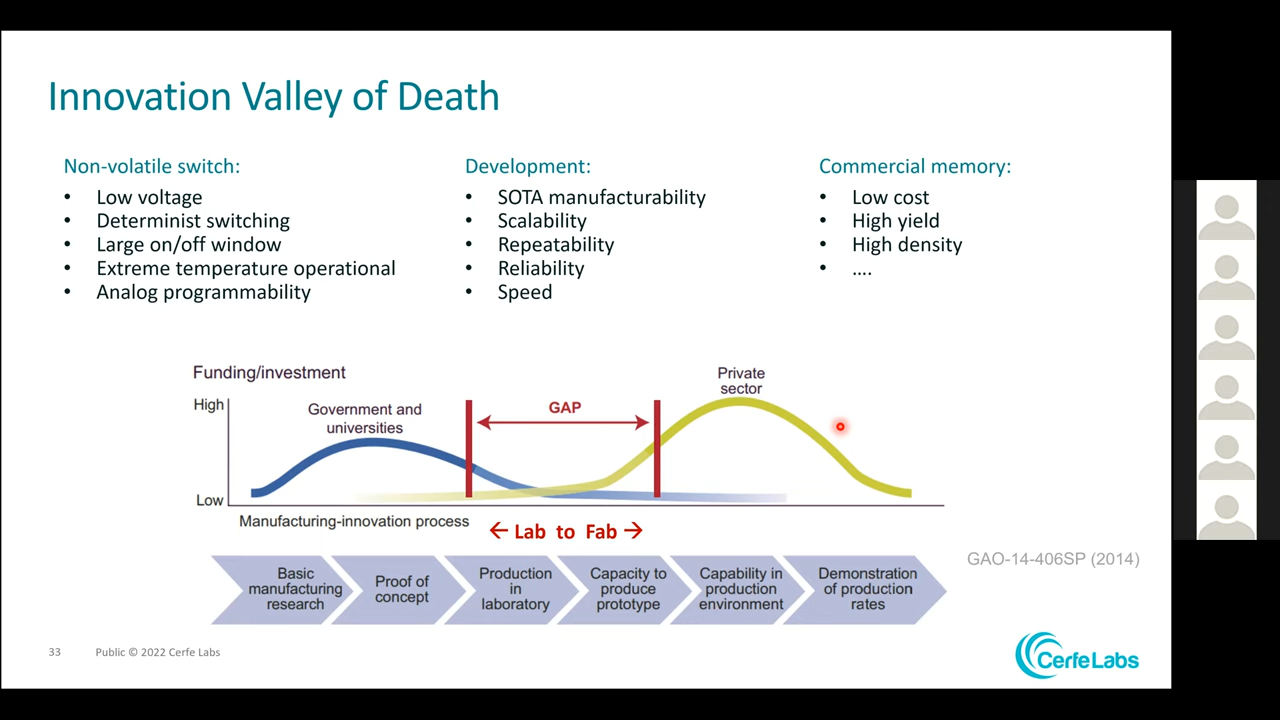 Innovation Valley of Death
Non-volatile switch:
• Low voltage
• Determinist switching
• Large on/off window
• Extreme temperature operational
• Analog programmability
Development:
• SOTA manufacturability
• Scalability
• Repeatability
• Reliability
• Speed
Commercial memory:
• Low cost
• High yield
• High density
• ....
Funding/investment
High
Low
Government and
universities
GAP
Private
sector
Manufacturing-innovation process
← Lab to Fab →
Basic
manufacturing
research
Proof of
concept
Production
in
laboratory
Capacity to
produce
prototype
Capability in
production
environment
Demonstration
of production
rates
GAO-14-406SP (2014)
33
Public © 2022 Cerfe Labs
CerfeLabs